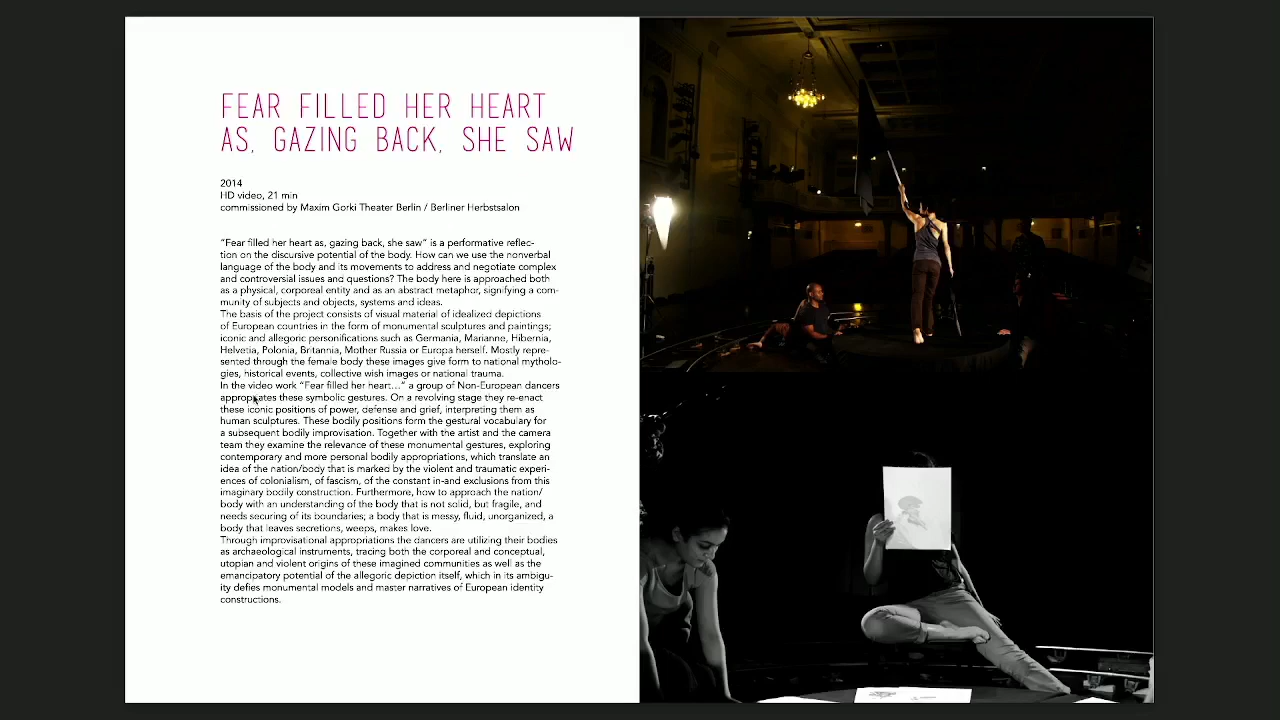 FEAR FILLED HER HEART
AS, GAZING BACK, SHE SAW
2014
HD video, 21 min
commissioned by Maxim Gorki Theater Berlin / Berliner Herbstsalon
"Fear filled her heart as, gazing back, she saw" is a performative reflec-
tion on the discursive potential of the body. How can we use the nonverbal
language of the body and its movements to address and negotiate complex
and controversial issues and questions? The body here is approached both
as a physical, corporeal entity and as an abstract metaphor, signifying a com-
munity of subjects and objects, systems and ideas.
The basis of the project consists of visual material of idealized depictions
of European countries in the form of monumental sculptures and paintings;
iconic and allegoric personifications such as Germania, Marianne, Hibernia,
Helvetia, Polonia, Britannia, Mother Russia or Europa herself. Mostly repre-
sented through the female body these images give form to national mytholo-
gies, historical events, collective wish images or national trauma.
In the video work "Fear filled her heart..." a group of Non-European dancers
appropriates these symbolic gestures. On a revolving stage they re-enact
these iconic positions of power, defense and grief, interpreting them as
human sculptures. These bodily positions form the gestural vocabulary for
a subsequent bodily improvisation. Together with the artist and the camera
team they examine the relevance of these monumental gestures, exploring
contemporary and more personal bodily appropriations, which translate an
idea of the nation/body that is marked by the violent and traumatic experi-
ences of colonialism, of fascism, of the constant in-and exclusions from this
imaginary bodily construction. Furthermore, how to approach the nation/
body with an understanding of the body that is not solid, but fragile, and
needs securing of its boundaries; a body that is messy, fluid, unorganized, a
body that leaves secretions, weeps, makes love.
Through improvisational appropriations the dancers are utilizing their bodies
as archaeological instruments, tracing both the corporeal and conceptual,
utopian and violent origins of these imagined communities as well as the
emancipatory potential of the allegoric depiction itself, which in its ambigu-
ity defies monumental models and master narratives of European identity
constructions.